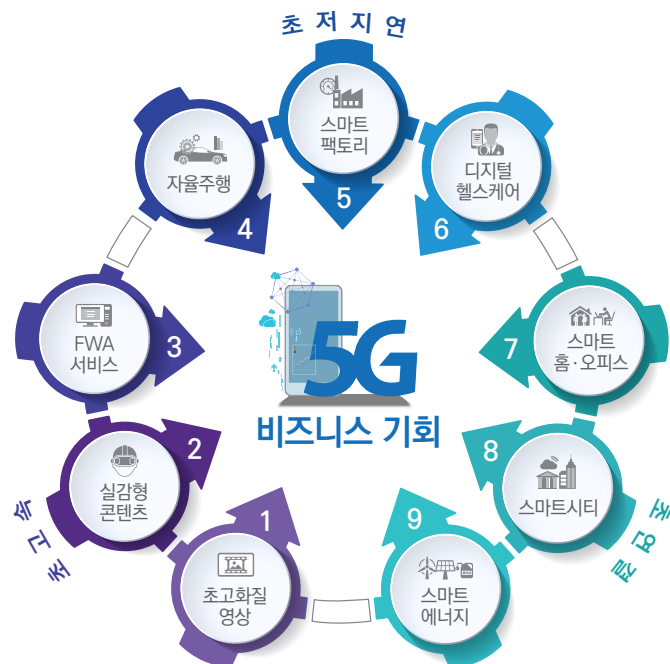 초저지연
스마트
팩토리
5
자율주행
4
디지털
헬스케어
6
FWA
서비스
3
스마트
홈·오피스
7
5G
비즈니스 기회
실감형
콘텐츠
2
스마트시티
8
초고속
초연결
초고화질
영상
1
스마트
에너지
9